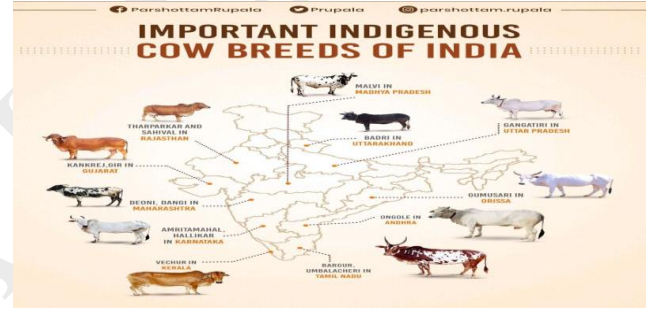 ParshottamRupala Prupala parshottam.rupala
IMPORTANT INDIGENOUS
COW BREEDS OF INDIA
MALVI IN
MADHYA PRADESH
THARPARKAR AND
SAHIVAL IN
RAJASTHAN
BADRI IN
UTTARAKHAND
GANGATIRI IN
UTTAR PRADESH
KANKREJ,GIR IN
GUJARAT
DEONI, DANGI IN
MAHARASHTRA
GUMUSARI IN
ORISSA
AMRITAMAHAL,
HALLIKAR
IN KARNATAKA
ONGOLE IN
ANDHRA
VECHUR IN
KERALA
BARGUR,
UMBALACHERI IN
TAMIL NADU